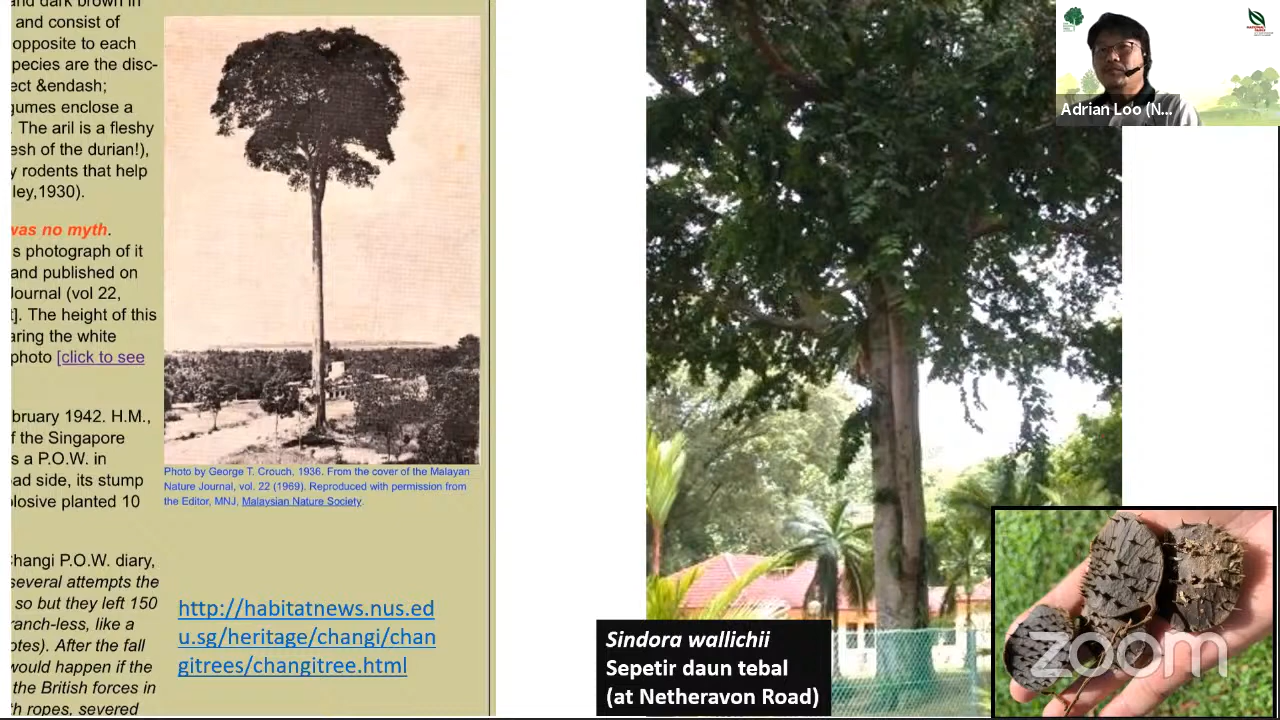 and dark brown in
and consist of
opposite to each
pecies are the disc-
ect &endash;
gumes enclose a
. The aril is a fleshy
esh of the durian!),
y rodents that help
ley,1930).
was no myth.
s photograph of it
and published on
Journal (vol 22,
t]. The height of this
aring the white
photo [click to see
bruary 1942. H.M.,
f the Singapore
s a P.O.W. in
ad side, its stump
plosive planted 10
Changi P.O.W. diary,
several attempts the
so but they left 150
ranch-less, like a
otes). After the fall
would happen if the
the British forces in
th ropes, sawed
Photo by George T. Crouch, 1936. From the cover of the Malayan
Nature Journal, vol. 22 (1969). Reproduced with permission from
the Editor, MNJ, Malaysian Nature Society.
http://habitatnews.nus.ed
u.sg/heritage/changi/chan
gitrees/changitree.html
Sindora wallichii
Sepetir daun tebal
(at Netheravon Road)
Adrian Loo (N...
zoom